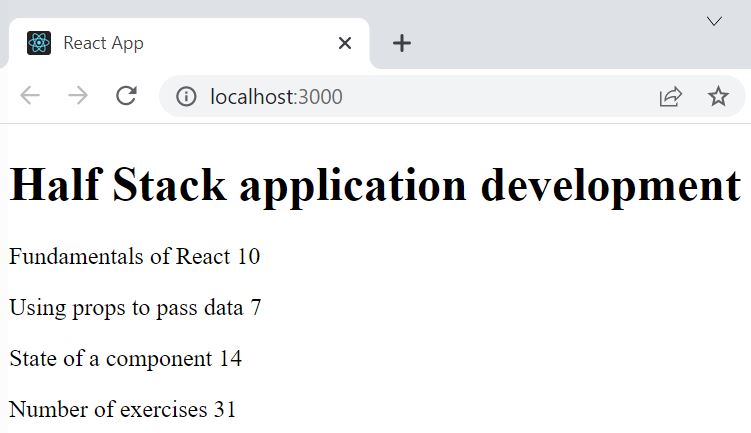 React App
localhost:3000
Half Stack application development
Fundamentals of React 10
Using props to pass data 7
State of a component 14
Number of exercises 31